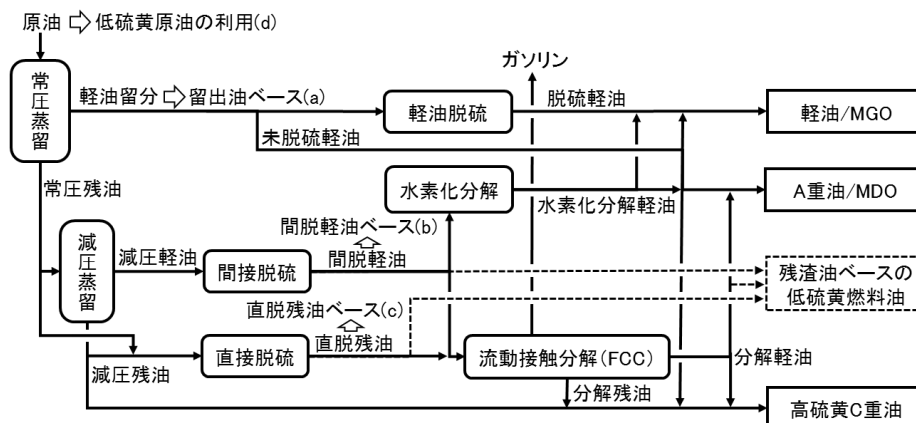 原油⇨低硫黄原油の利用(d)
ガソリン
常圧蒸留
軽油留分⇨留出油ベース(a)
軽油脱硫
脱硫軽油
軽油/MGO
未脱硫軽油
常圧残油
水素化分解
水素化分解軽油
A重油/MDO
間脱軽油ベース(b)
減圧蒸留
減圧軽油
間接脱硫
間脱軽油
残渣油ベースの
低硫黄燃料油
直脱残油ベース(c)
直脱残油
減圧残油
直接脱硫
流動接触分解(FCC)
分解軽油
分解残油
高硫黄C重油